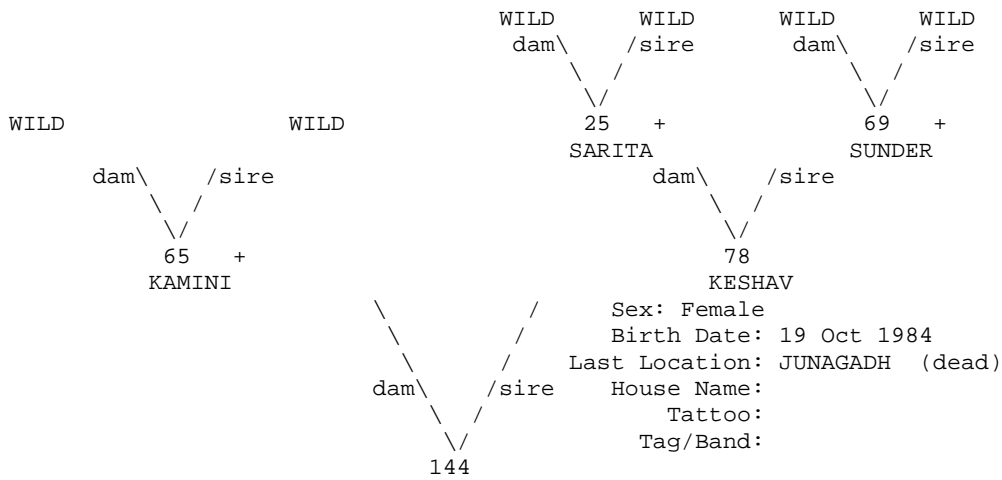 WILD WILD WILD WILD
dam\ /sire dam\ /sire
\ / \ /
\/ \/
WILD WILD 25 + 69 +
SARITA SUNDER
dam\ /sire dam\ /sire
\ / \ /
\/ \/
65 + 78
KAMINI KESHAV
\ / Sex: Female
\ / Birth Date: 19 Oct 1984
\ / Last Location: JUNAGADH (dead)
dam\ /sire House Name:
\ / Tattoo:
\/ Tag/Band:
144